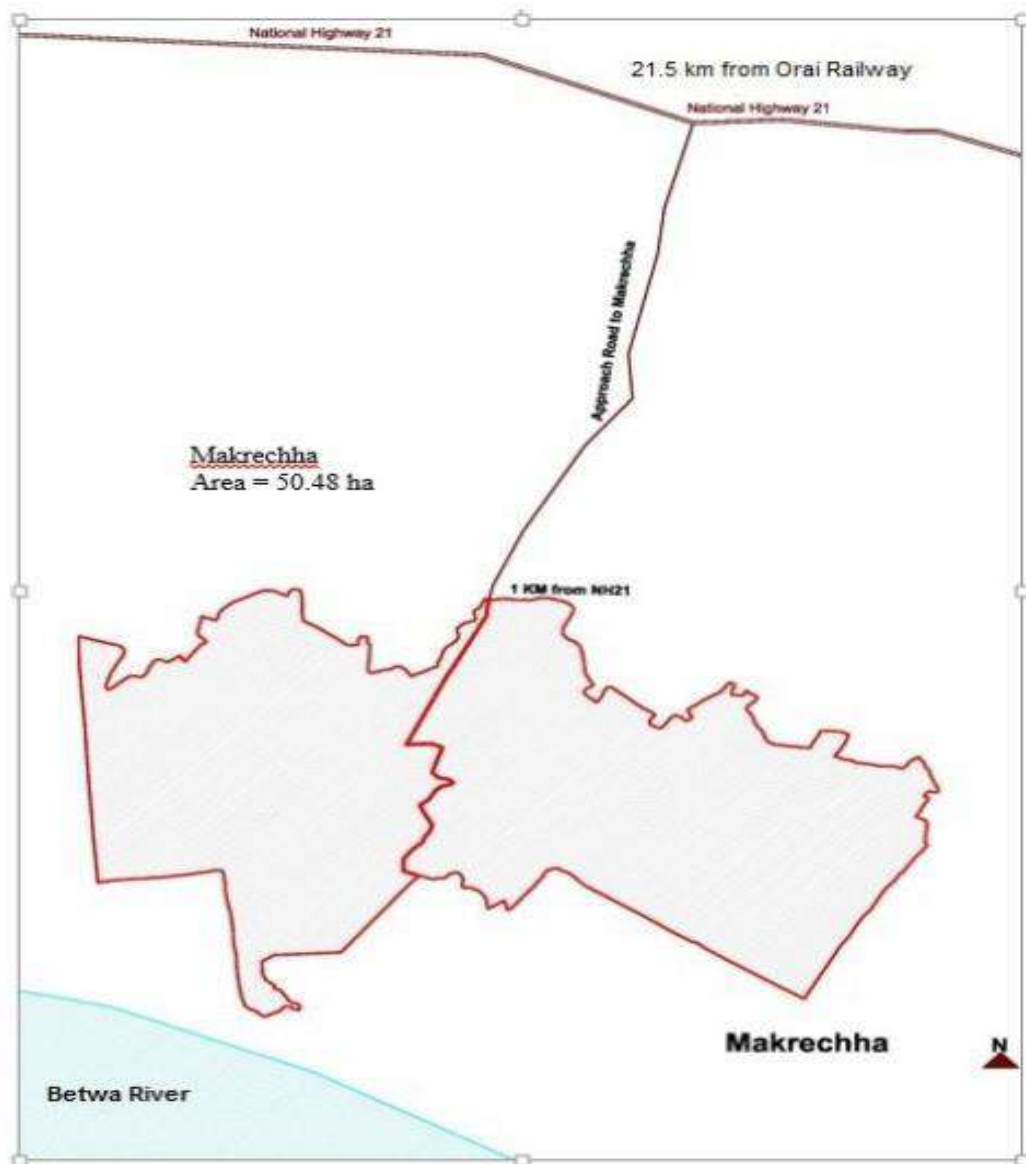 National Highway 21
21.5 km from Orai Railway
National Highway 21
Approach Road to Makrechha
Makrechha
Area = 50.48 ha
1 KM from NH21
Makrechha
N
Betwa River